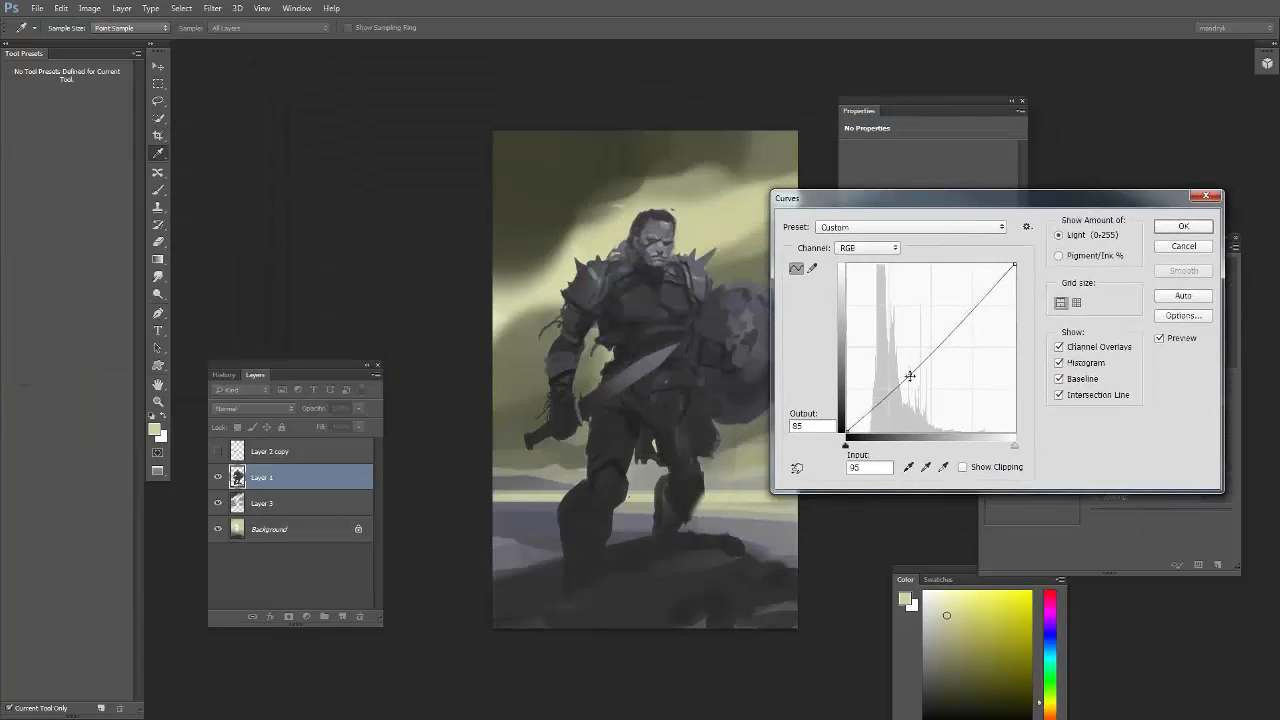 Ps File Edit Image Layer Type Select Filter 3D View Window Help
Sample Size: Point Sample Sample: All Layers Show Sampling Ring mandryk
Tool Presets
No Tool Presets Defined for Current
Tool.
Properties
No Properties
Curves
Preset: Custom
Channel: RGB
Show Amount of:
Light (0-255)
Pigment/Ink %
Grid size:
Show:
Channel Overlays
Histogram
Baseline
Intersection Line
OK
Cancel
Smooth
Auto
Options...
Preview
Output:
85
Input:
95
Show Clipping
History Layers
Kind
Normal Opacity:
Lock: Fill:
Layer 2 copy
Layer 1
Layer 3
Background
Color Swatches
Current Tool Only